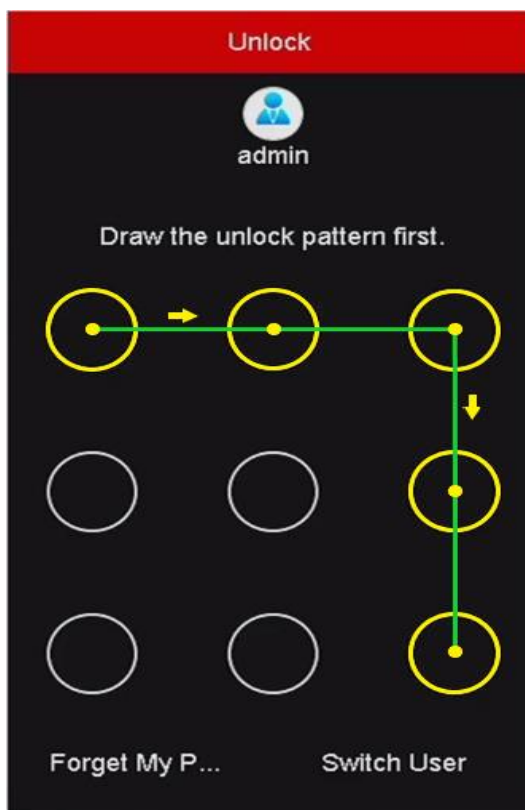 Unlock
admin
Draw the unlock pattern first.
Forget My P...
Switch User